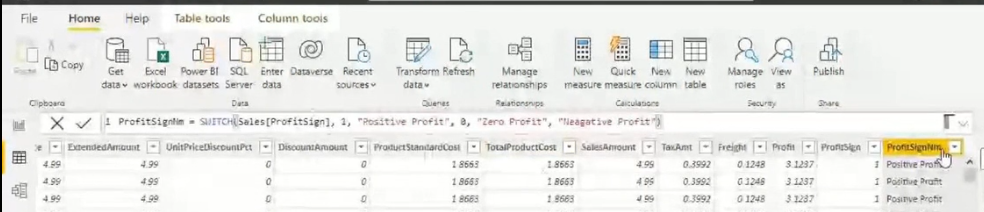 File Home Help Table tools Column tools
Paste Copy
Get data Excel workbook Power BI datasets SQL Server Enter data Dataverse Recent sources Transform data Refresh Manage relationships New measure Quick measure New column New table Manage roles View as Publish
Clipboard Data Queries Relationships Calculations Security Share
1 ProfitSignNm = SWITCH(Sales[ProfitSign], 1, "Positive Profit", 0, "Zero Profit", "Neagative Profit")
e ExtendedAmount UnitPriceDiscountPct DiscountAmount ProductStandardCost TotalProductCost SalesAmount TaxAmt Freight Profit ProfitSign ProfitSignNm
4.99 4.99 0 0 1.8663 1.8663 4.99 0.3992 0.1248 3.1237 1 Positive Profit
4.99 4.99 0 0 1.8663 1.8663 4.99 0.3992 0.1248 3.1237 1 Positive Profit
4.99 4.99 0 0 1.8663 1.8663 4.99 0.3992 0.1248 3.1237 1 Positive Profit